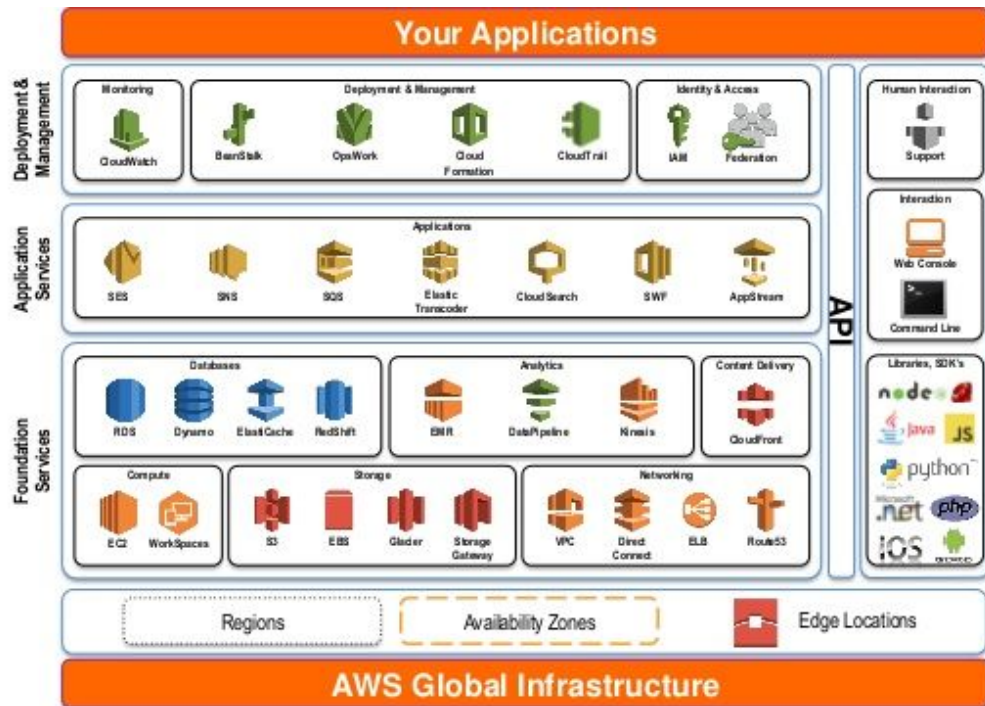 Your Applications
Deployment &
Management
Monitoring
CloudWatch
Deployment & Management
BeanStalk
OpsWork
Cloud
Formation
CloudTrail
Identity & Access
IAM
Federation
Human Interaction
Support
Application
Services
Applications
SES
SNS
SQS
Elastic
Transcoder
CloudSearch
SWF
AppStream
API
Interaction
Web Console
Command Line
Foundation
Services
Databases
RDS
Dynamo
ElastiCache
RedShift
Analytics
EMR
DataPipeline
Kinesis
Content Delivery
CloudFront
Compute
EC2
WorkSpaces
Storage
S3
EBS
Glacier
Storage
Gateway
Networking
VPC
Direct
Connect
ELB
Route53
Libraries, SDK's
node
Java
JS
python
Microsoft
.net
php
iOS
ANDROID
Regions
Availability Zones
Edge Locations
AWS Global Infrastructure